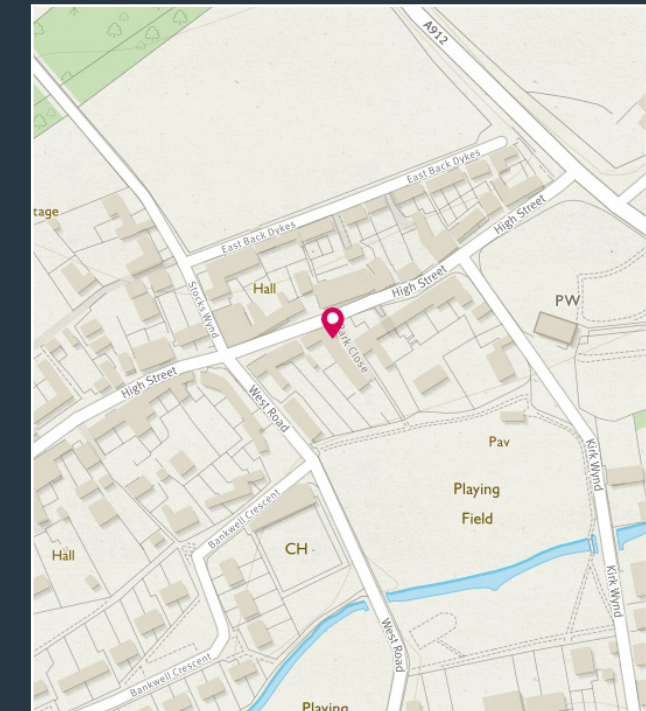 A912
East Back Dykes
tage
East Back Dykes
High Street
Hall
High Street
Stocks Wynd
PW
Park Close
High Street
West Road
Pav
Kirk Wynd
Playing
Field
Bankwell Crescent
CH
Hall
Kirk Wynd
West Road
Bankwell Crescent
Playing